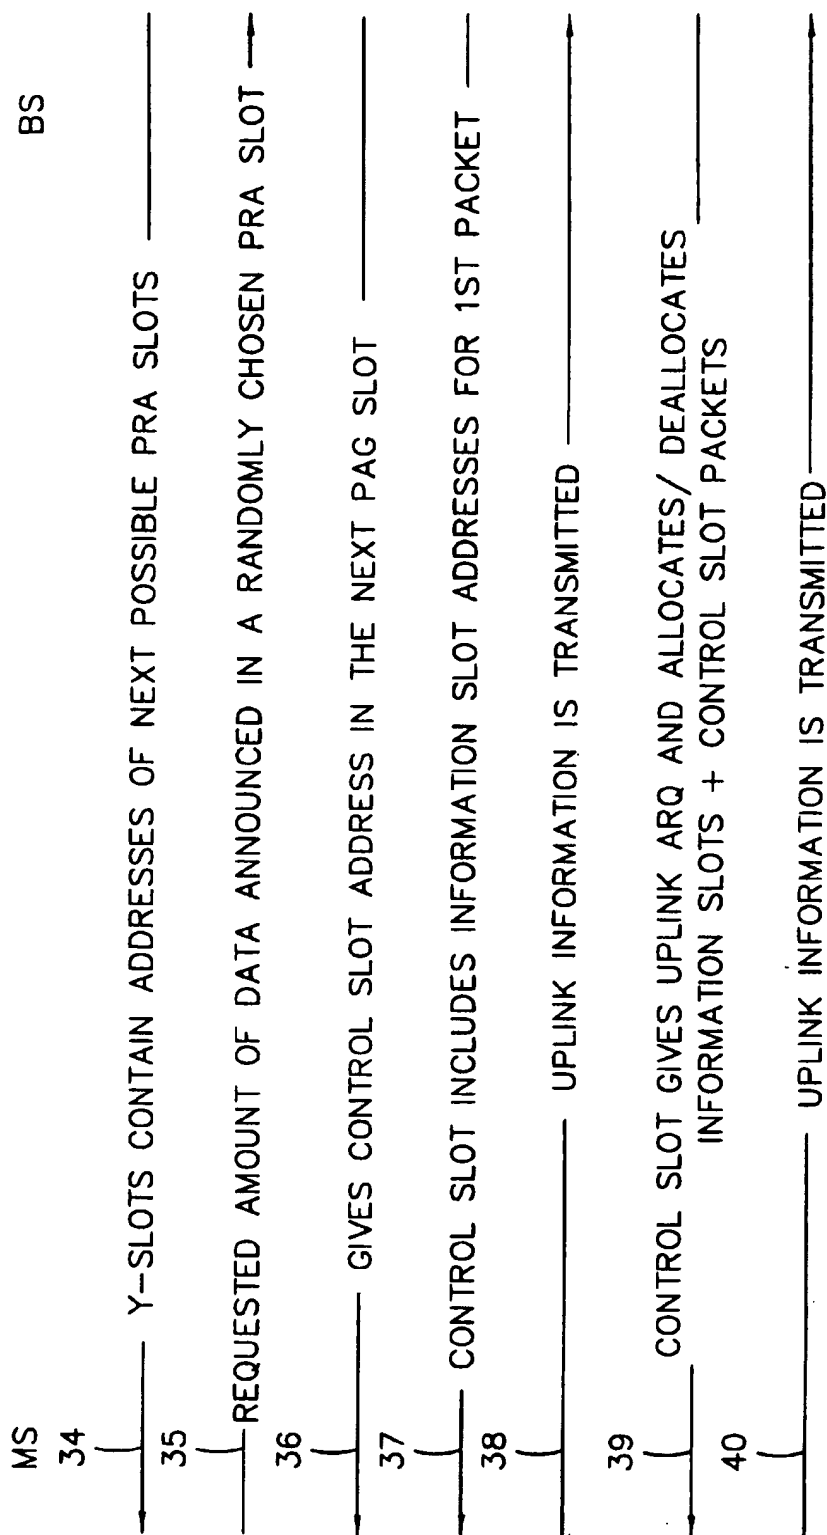 MS
BS
34
Y-SLOTS CONTAIN ADDRESSES OF NEXT POSSIBLE PRA SLOTS
35
REQUESTED AMOUNT OF DATA ANNOUNCED IN A RANDOMLY CHOSEN PRA SLOT
36
GIVES CONTROL SLOT ADDRESS IN THE NEXT PAG SLOT
37
CONTROL SLOT INCLUDES INFORMATION SLOT ADDRESSES FOR 1ST PACKET
38
UPLINK INFORMATION IS TRANSMITTED
39
CONTROL SLOT GIVES UPLINK ARQ AND ALLOCATES/ DEALLOCATES
INFORMATION SLOTS + CONTROL SLOT PACKETS
40
UPLINK INFORMATION IS TRANSMITTED